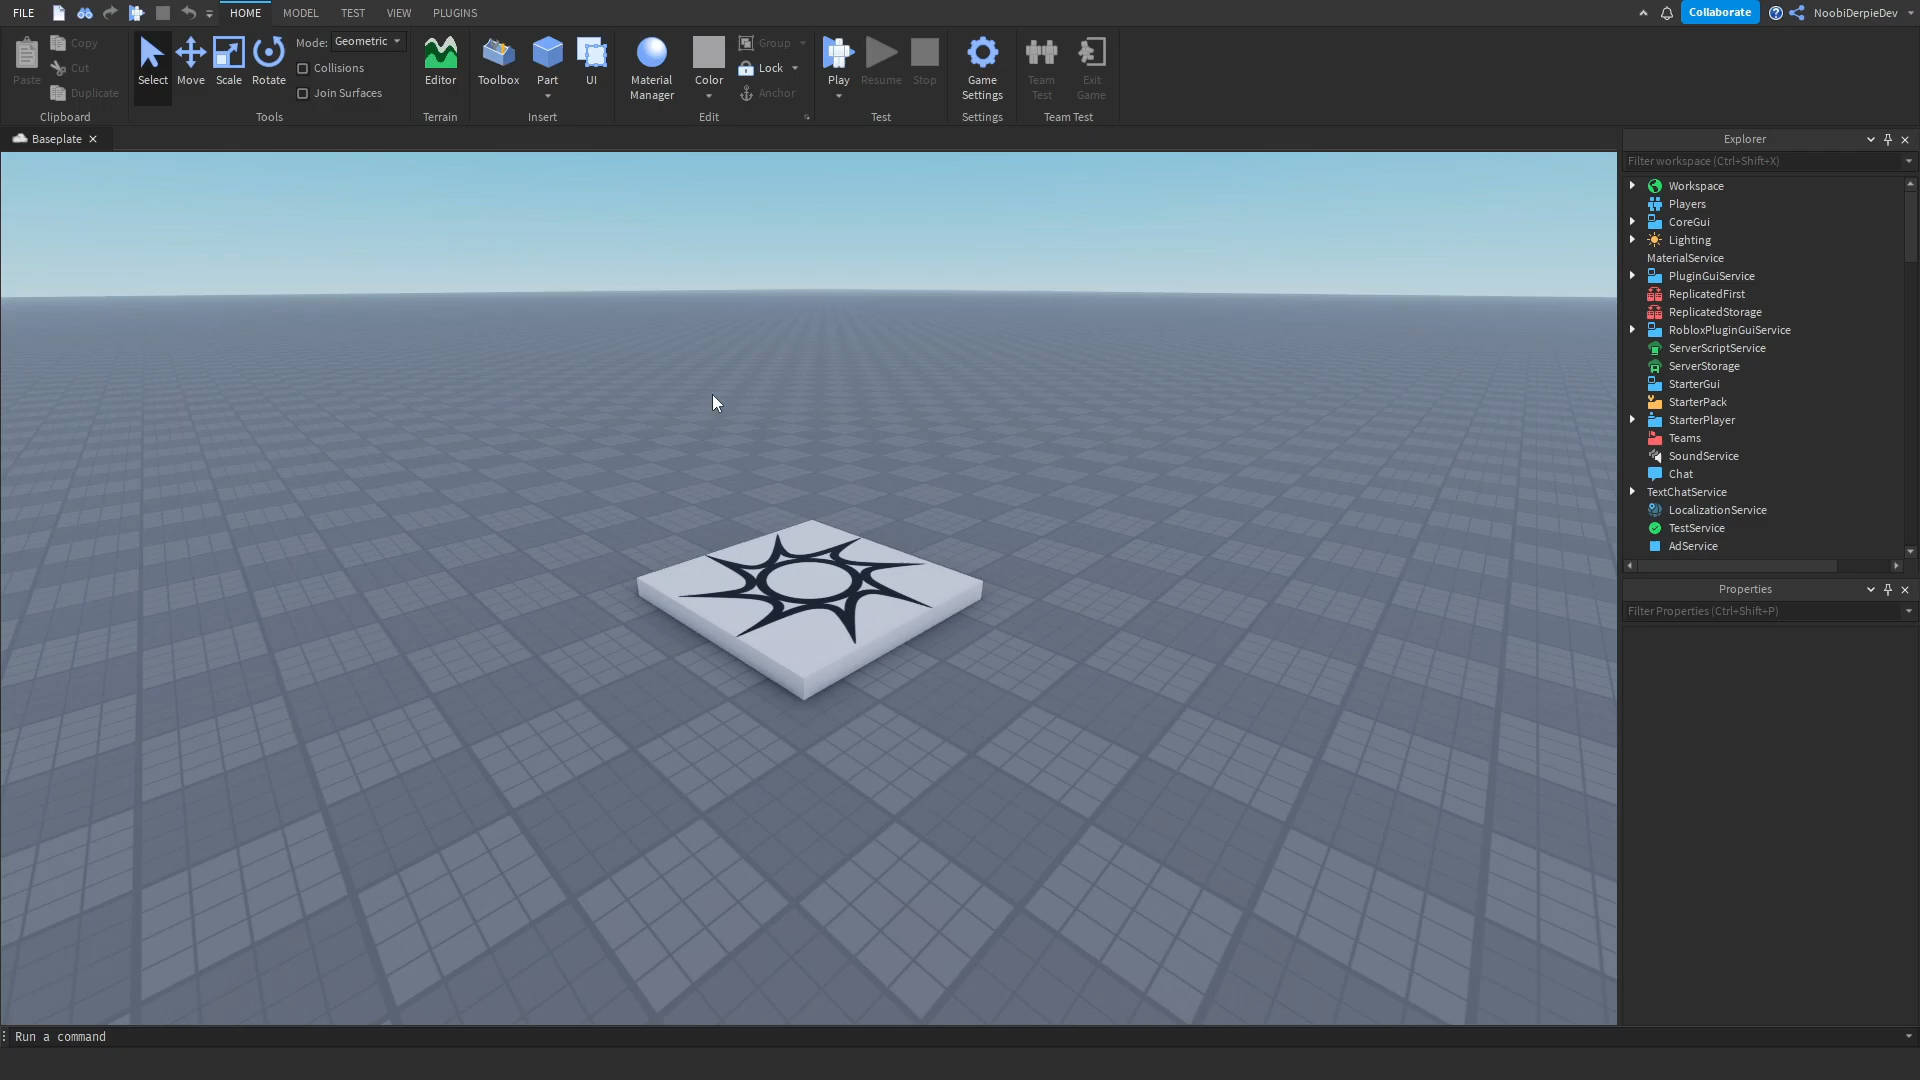 FILE HOME MODEL TEST VIEW PLUGINS Collaborate NoobiDerpieDev
Paste Copy Cut Duplicate Clipboard
Select Move Scale Rotate Mode: Geometric Collisions Join Surfaces Tools
Editor Terrain
Toolbox Part UI Insert
Material Manager Color Group Lock Anchor Edit
Play Resume Stop Test
Game Settings Settings
Team Test Exit Game Team Test
Baseplate
Explorer
Filter workspace (Ctrl+Shift+X)
Workspace
Players
CoreGui
Lighting
MaterialService
PluginGuiService
ReplicatedFirst
ReplicatedStorage
RobloxPluginGuiService
ServerScriptService
ServerStorage
StarterGui
StarterPack
StarterPlayer
Teams
SoundService
Chat
TextChatService
LocalizationService
TestService
AdService
Properties
Filter Properties (Ctrl+Shift+P)
Run a command